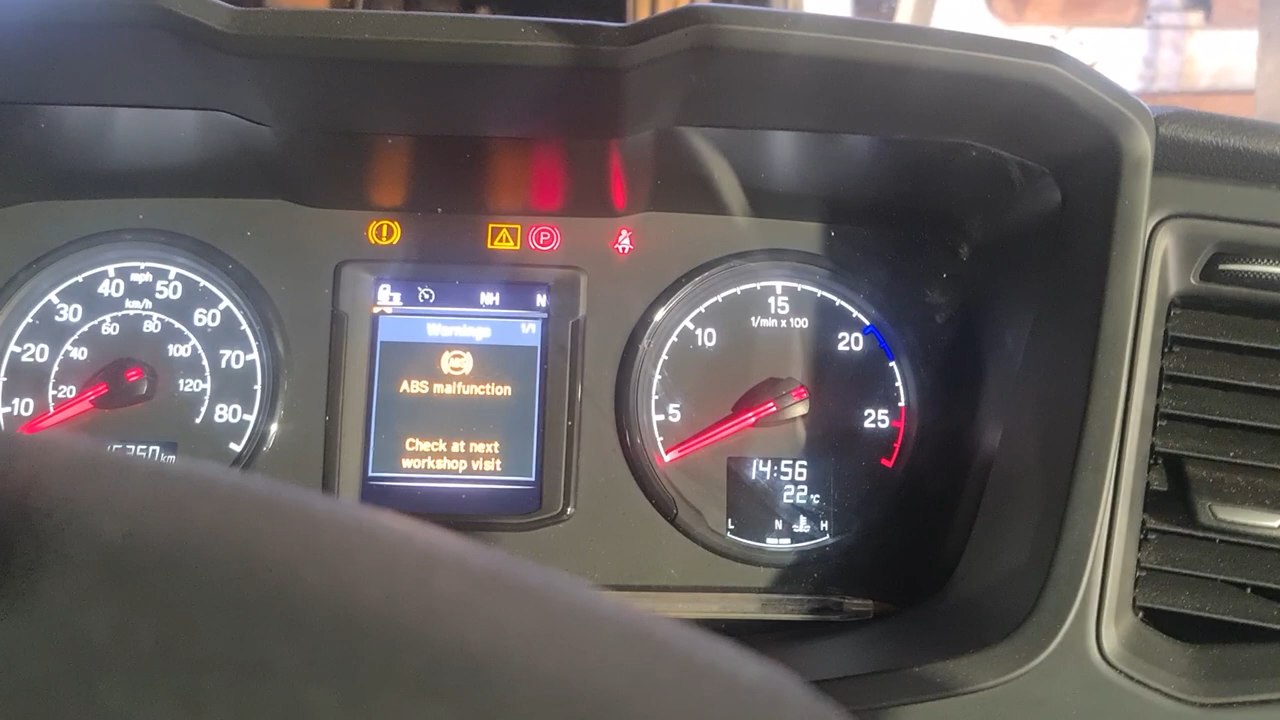 P
NH
N
Warnings
1/1
ABS
ABS malfunction
Check at next
workshop visit
mph
km/h
10
20
30
40
50
60
70
80
20
40
60
80
100
120
km
5
10
15
20
25
1/min x 100
14:56
22 °C
L
N
H